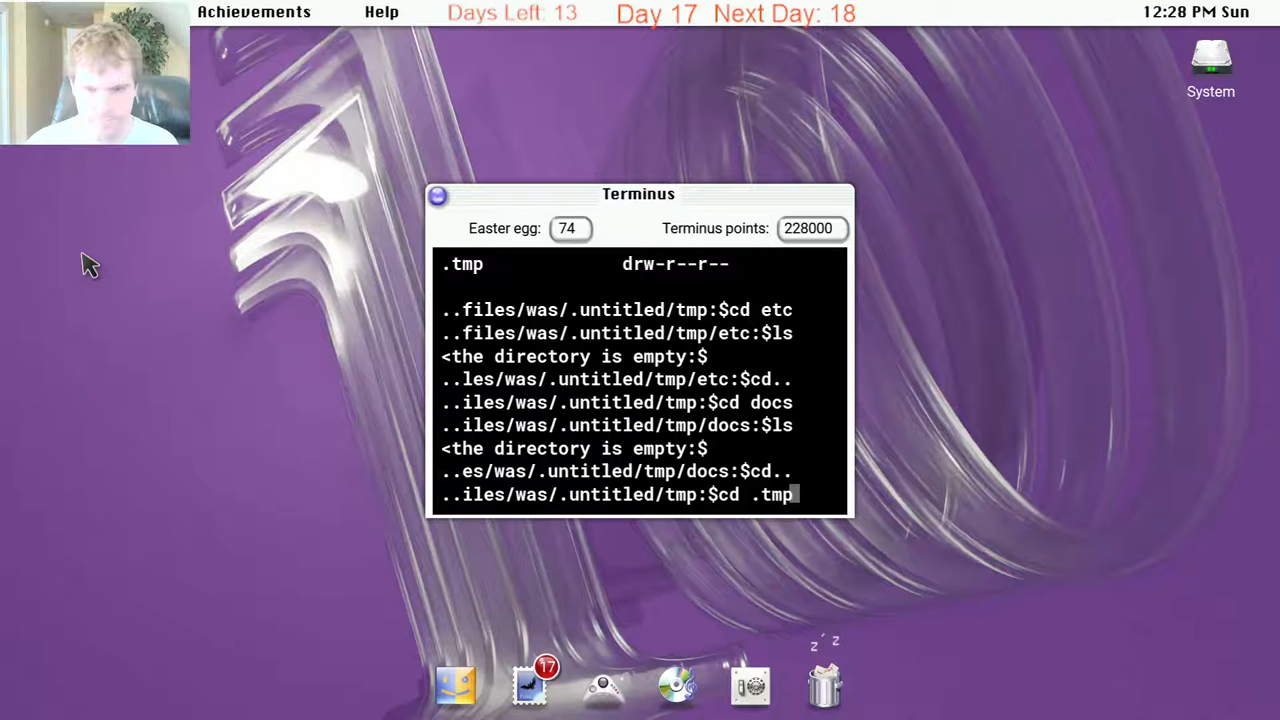 Achievements Help Days Left: 13 Day 17 Next Day: 18 12:28 PM Sun
System
Terminus
Easter egg: 74 Terminus points: 228000
.tmp drw-r--r--
..files/was/.untitled/tmp:$cd etc
..files/was/.untitled/tmp/etc:$ls
<the directory is empty:$
..les/was/.untitled/tmp/etc:$cd..
..iles/was/.untitled/tmp:$cd docs
..iles/was/.untitled/tmp/docs:$ls
<the directory is empty:$
..es/was/.untitled/tmp/docs:$cd..
..iles/was/.untitled/tmp:$cd .tmp
z z
17